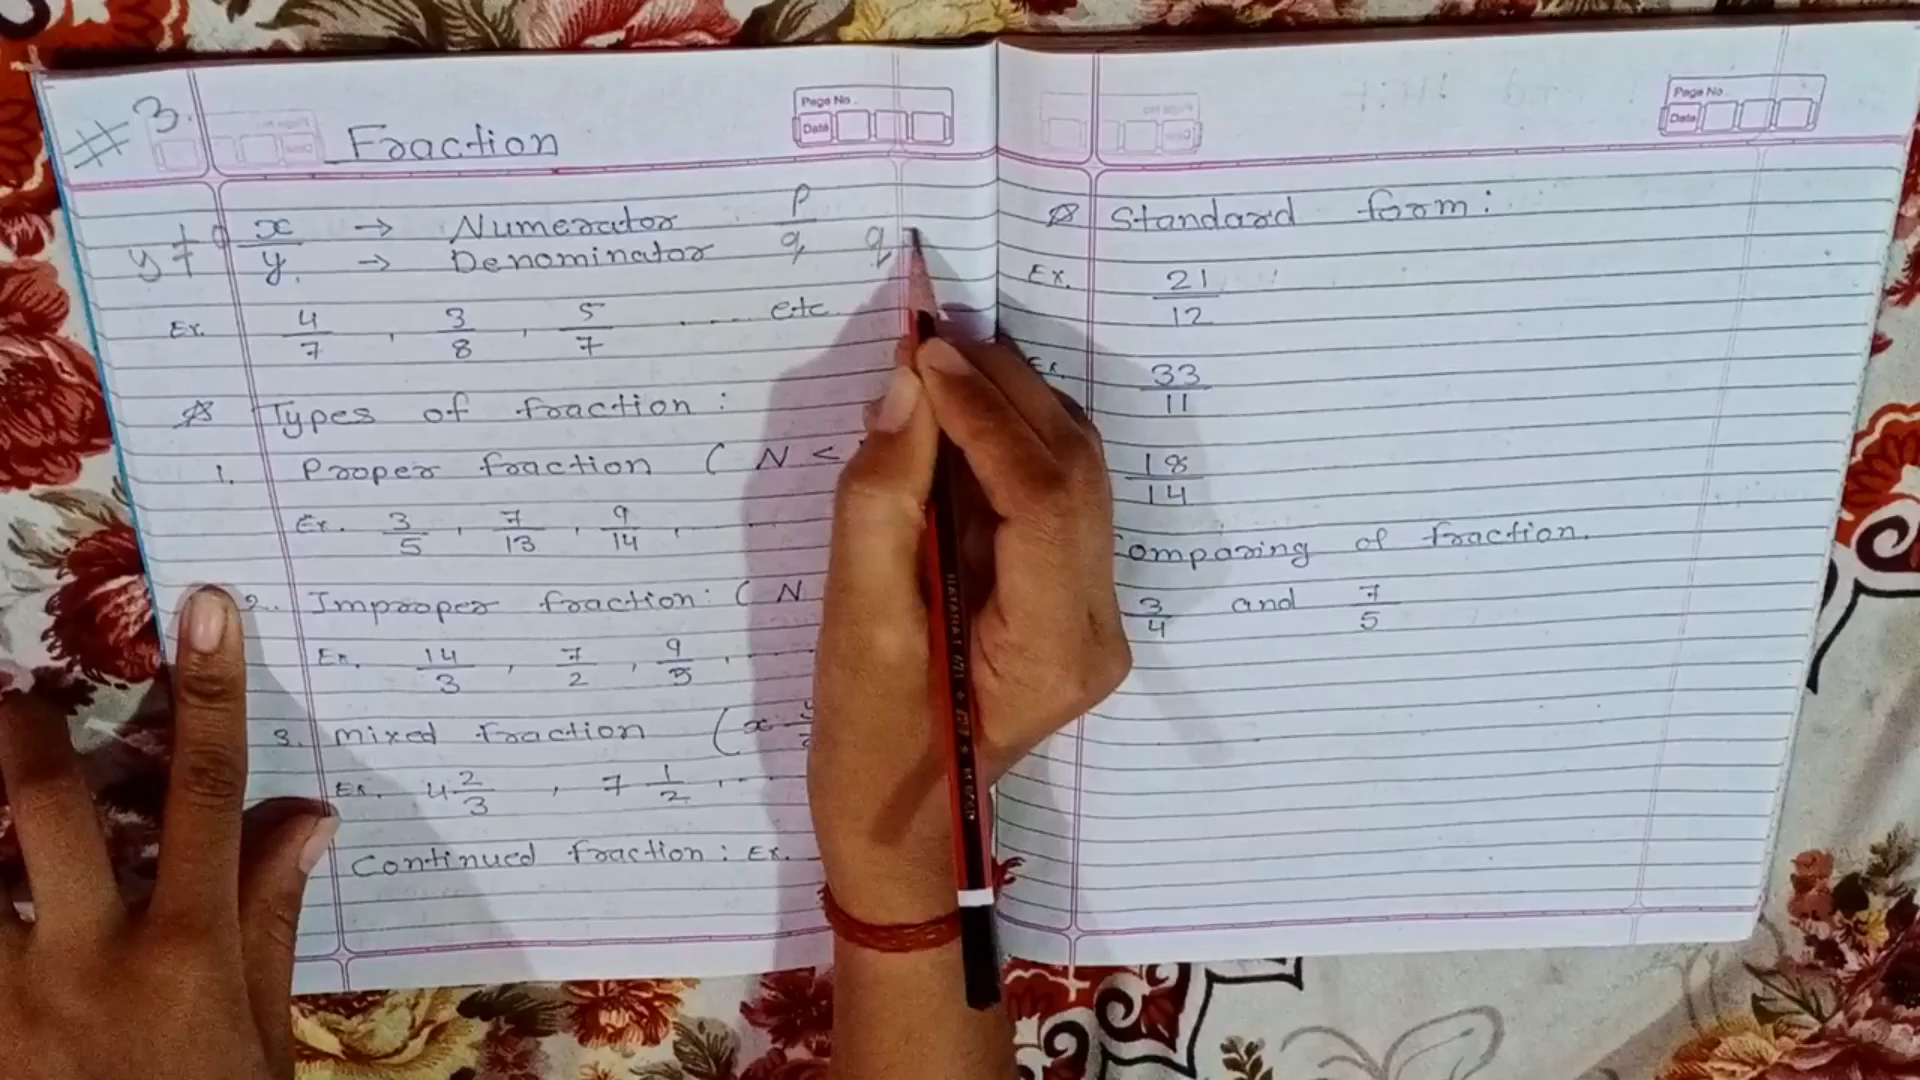 # 3.
Fraction
Page No.
Date
x → Numerator p
y ≠ 0 y → Denominator q q
Ex. 4/7 , 3/8 , 5/7 .... etc
Types of fraction :
1. Proper fraction ( N <
Ex. 3/5 , 7/13 , 9/14 , .....
2. Improper fraction : ( N
Ex. 14/3 , 7/2 , 9/5 , .....
3. mixed fraction ( x
Ex. 4 2/3 , 7 1/2 , ....
Continued fraction : Ex.
Page No.
Date
Standard form :
Ex. 21/12
Ex. 33/11
18/14
omparing of fraction.
3/4 and 7/5